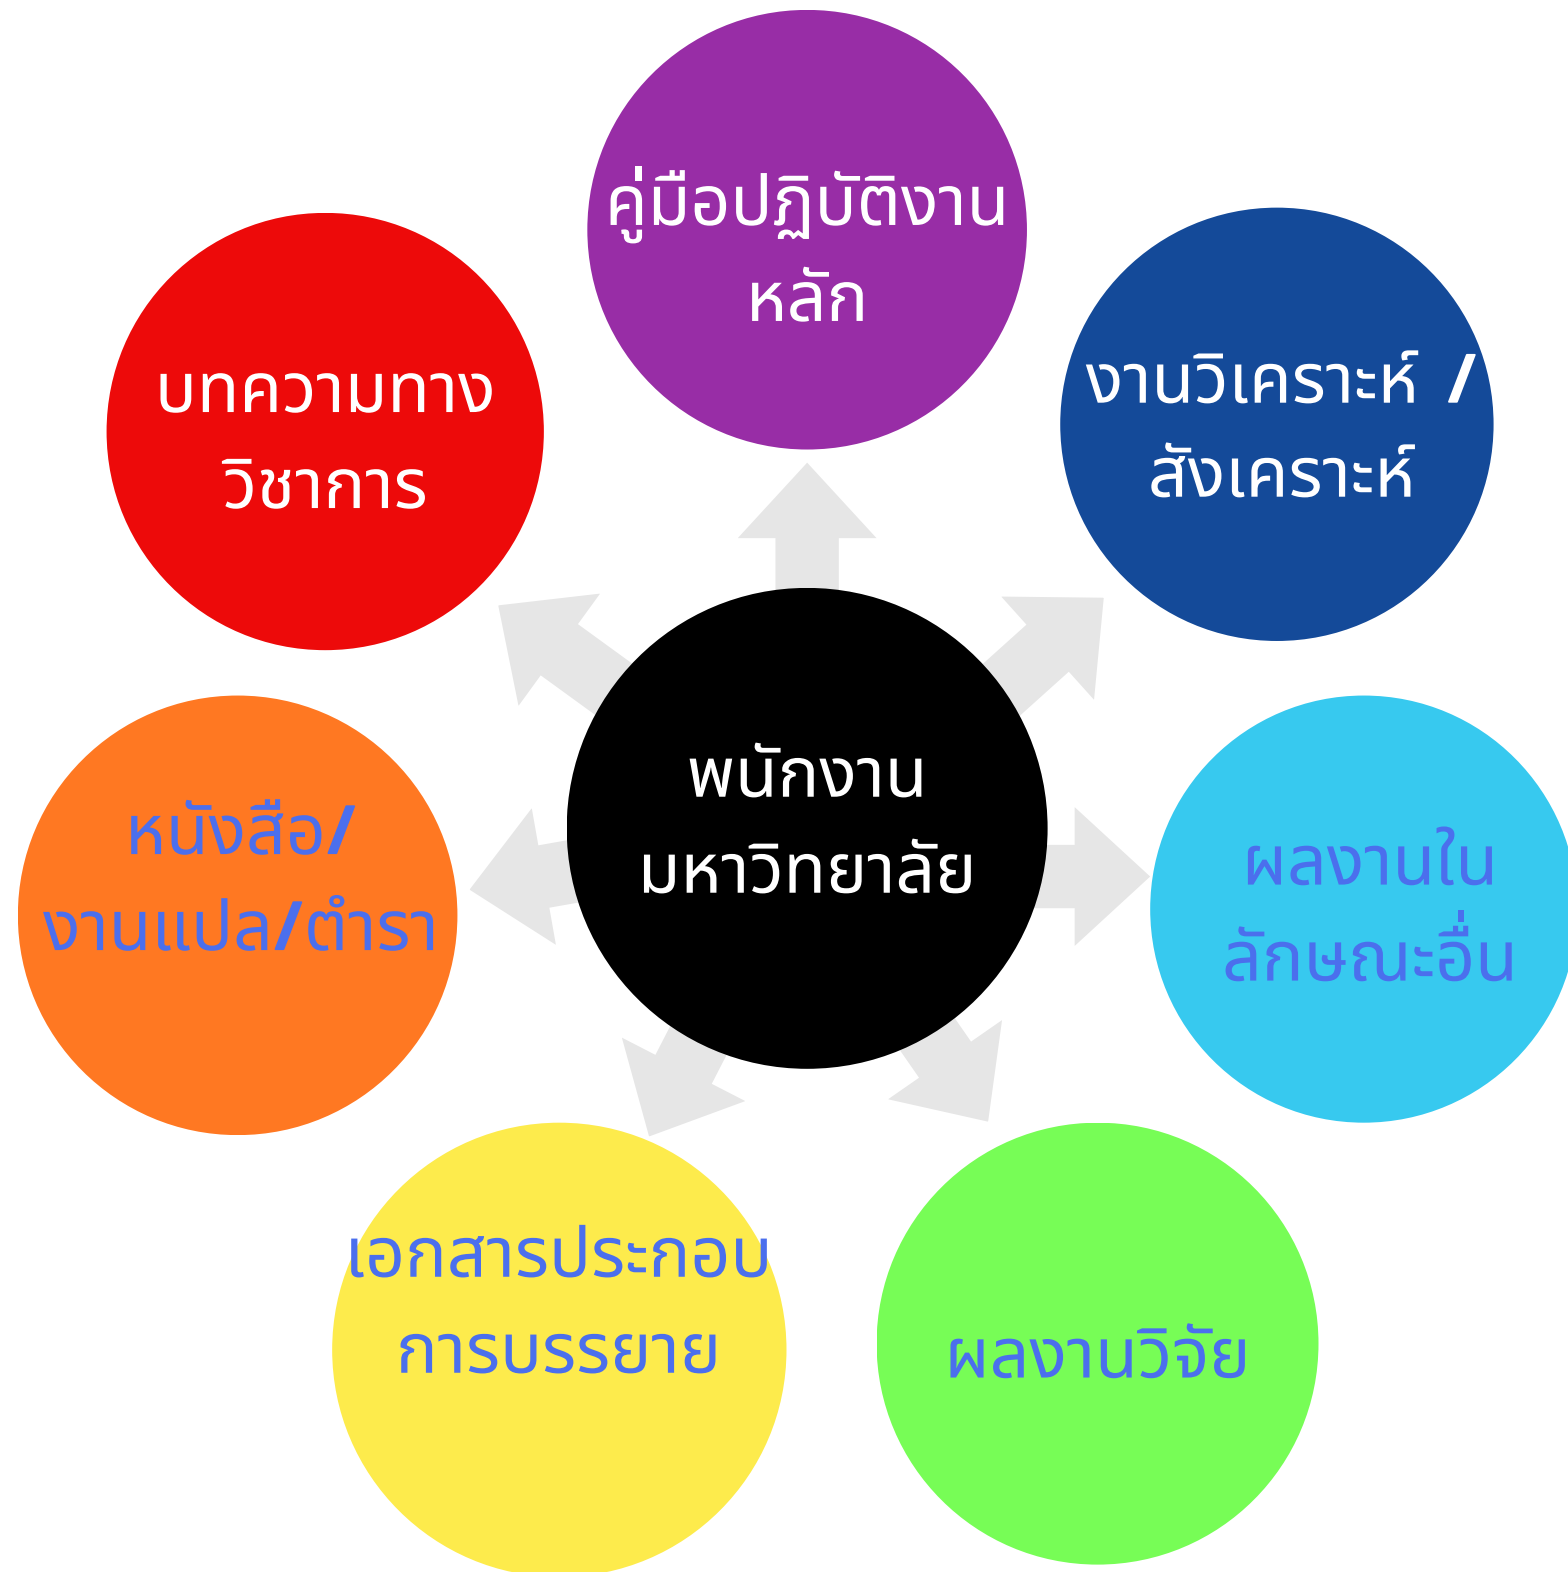 คู่มือปฏิบัติงาน
หลัก
งานวิเคราะห์ /
สังเคราะห์
บทความทาง
วิชาการ
พนักงาน
มหาวิทยาลัย
หนังสือ/
งานแปล/ตำรา
ผลงานใน
ลักษณะอื่น
เอกสารประกอบ
การบรรยาย
ผลงานวิจัย